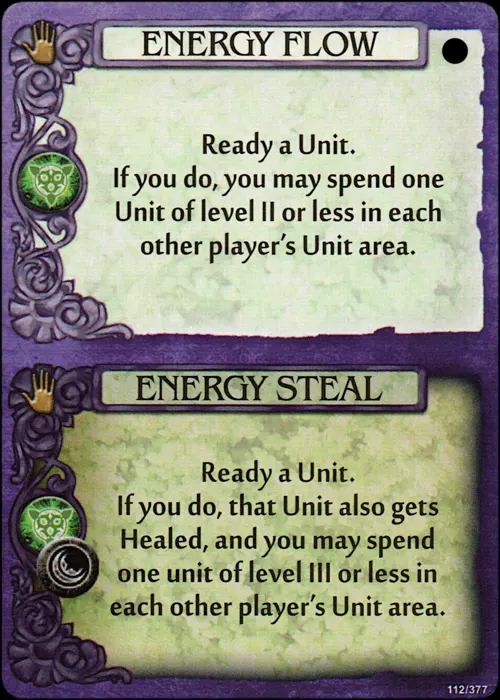 ENERGY FLOW
Ready a Unit.
If you do, you may spend one
Unit of level II or less in each
other player's Unit area.
ENERGY STEAL
Ready a Unit.
If you do, that Unit also gets
Healed, and you may spend
one unit of level III or less in
each other player's Unit area.
112/377